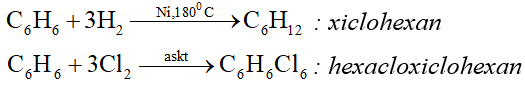 C₆H₆ + 3H₂ —Ni,180⁰C→ C₆H₁₂ : xiclohexan
C₆H₆ + 3Cl₂ —askt→ C₆H₆Cl₆ : hexacloxiclohexan